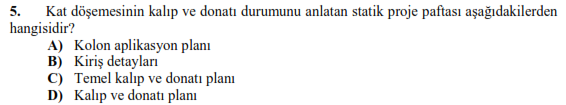 5. Kat döşemesinin kalıp ve donatı durumunu anlatan statik proje paftası aşağıdakilerden
hangisidir?
A) Kolon aplikasyon planı
B) Kiriş detayları
C) Temel kalıp ve donatı planı
D) Kalıp ve donatı planı